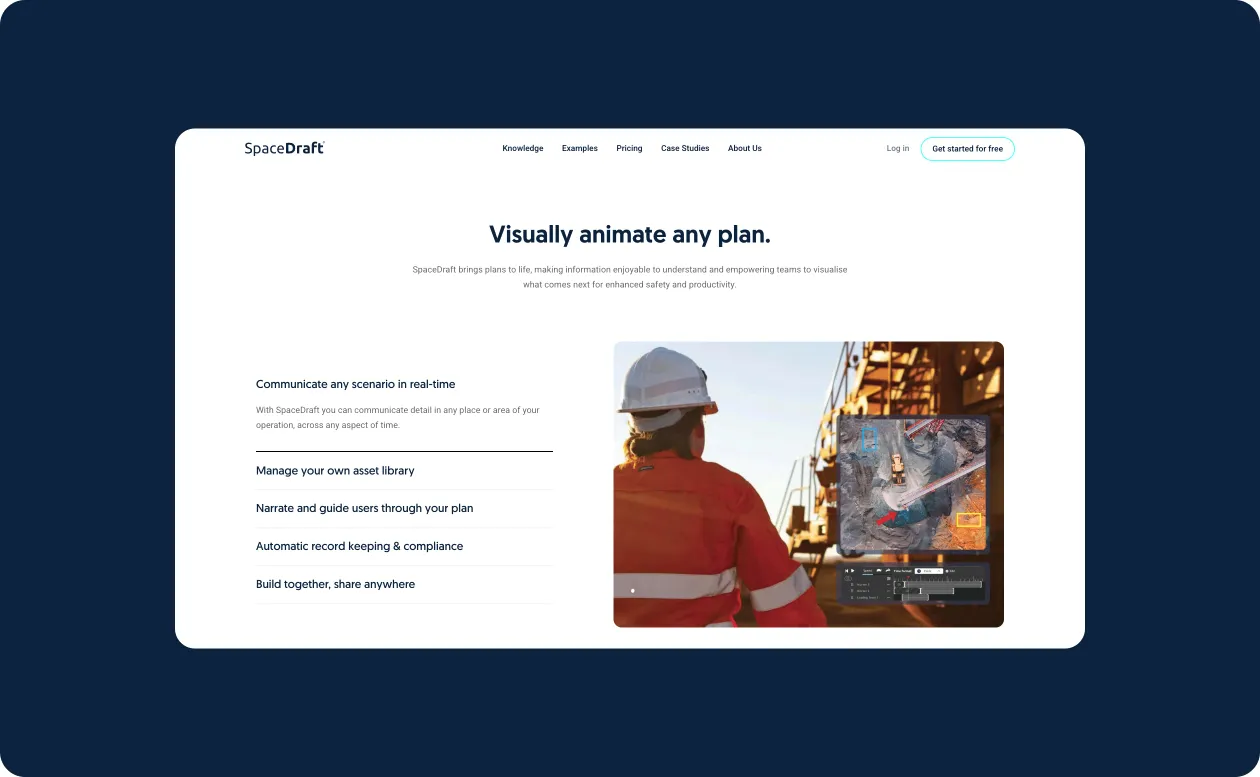 SpaceDraft
Knowledge
Examples
Pricing
Case Studies
About Us
Log in
Get started for free
Visually animate any plan.
SpaceDraft brings plans to life, making information enjoyable to understand and empowering teams to visualise
what comes next for enhanced safety and productivity.
Communicate any scenario in real-time
With SpaceDraft you can communicate detail in any place or area of your
operation, across any aspect of time.
Manage your own asset library
Narrate and guide users through your plan
Automatic record keeping & compliance
Build together, share anywhere